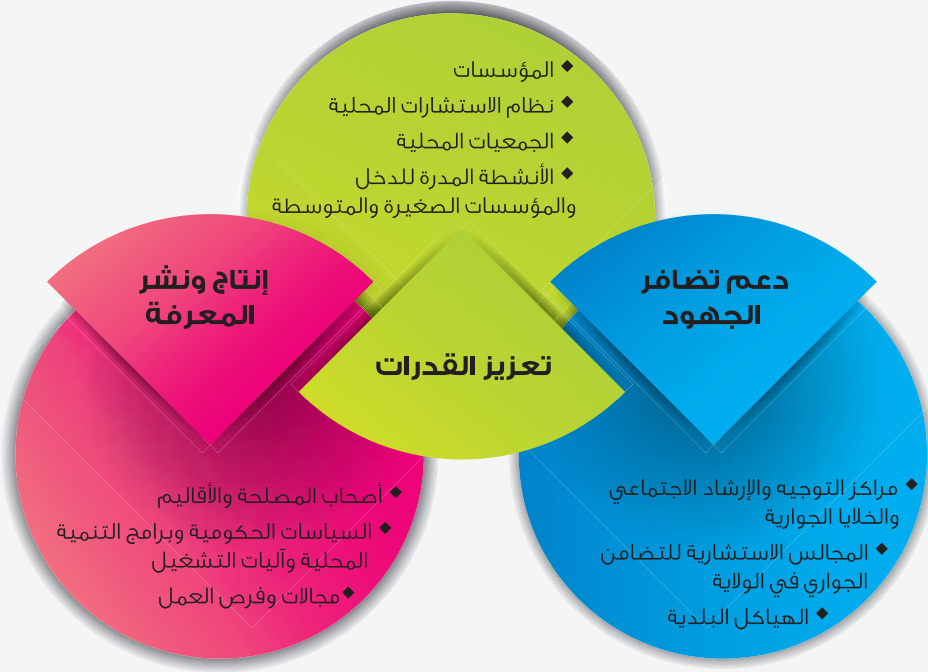 ◆ المؤسسات
◆ نظام الاستشارات المحلية
◆ الجمعيات المحلية
◆ الأنشطة المدرة للدخل
والمؤسسات الصغيرة والمتوسطة
تعزيز القدرات
دعم تضافر
الجهود
◆ مراكز التوجيه والإرشاد الاجتماعي
والخلايا الجوارية
◆ المجالس الاستشارية للتضامن
الجواري في الولاية
◆ الهياكل البلدية
إنتاج ونشر
المعرفة
◆ أصحاب المصلحة والأقاليم
◆ السياسات الحكومية وبرامج التنمية
المحلية وآليات التشغيل
◆ مجالات وفرص العمل